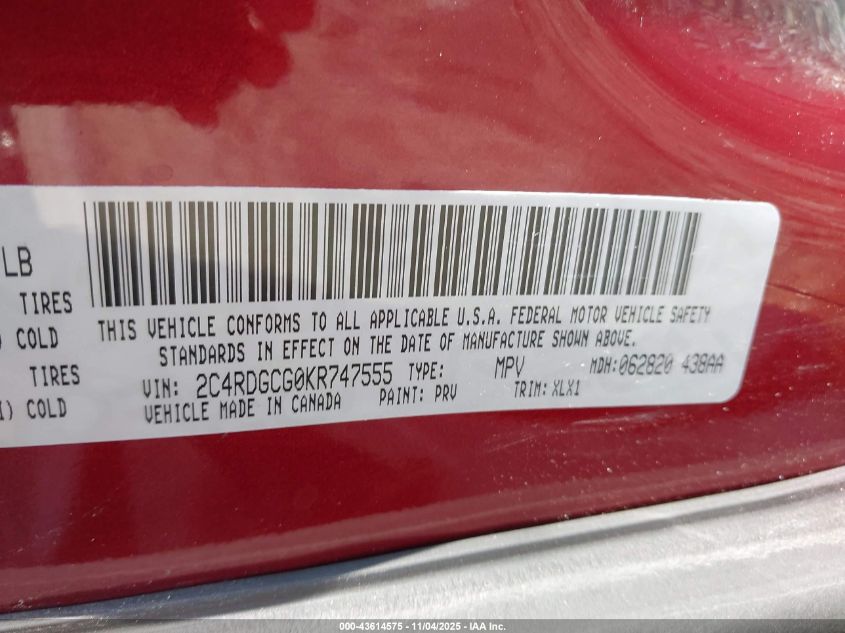 LB
TIRES
) COLD
TIRES
) COLD
THIS VEHICLE CONFORMS TO ALL APPLICABLE U.S.A. FEDERAL MOTOR VEHICLE SAFETY
STANDARDS IN EFFECT ON THE DATE OF MANUFACTURE SHOWN ABOVE.
VIN: 2C4RDGCG0KR747555 TYPE: MPV MDH:062820 438AA
VEHICLE MADE IN CANADA PAINT: PRV TRIM: XLX1
000-43614575 - 11/04/2025 - IAA Inc.